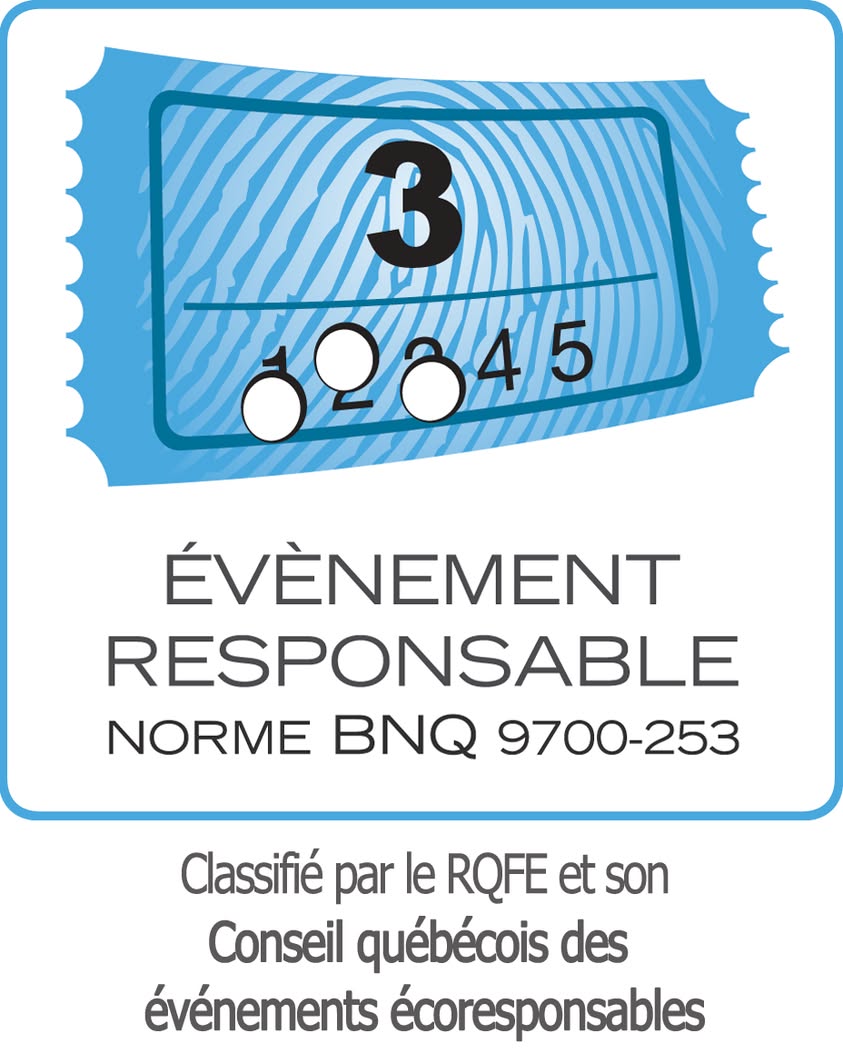 3
1 2 3 4 5
ÉVÈNEMENT
RESPONSABLE
NORME BNQ 9700-253
Classifié par le RQFE et son
Conseil québécois des
événements écoresponsables